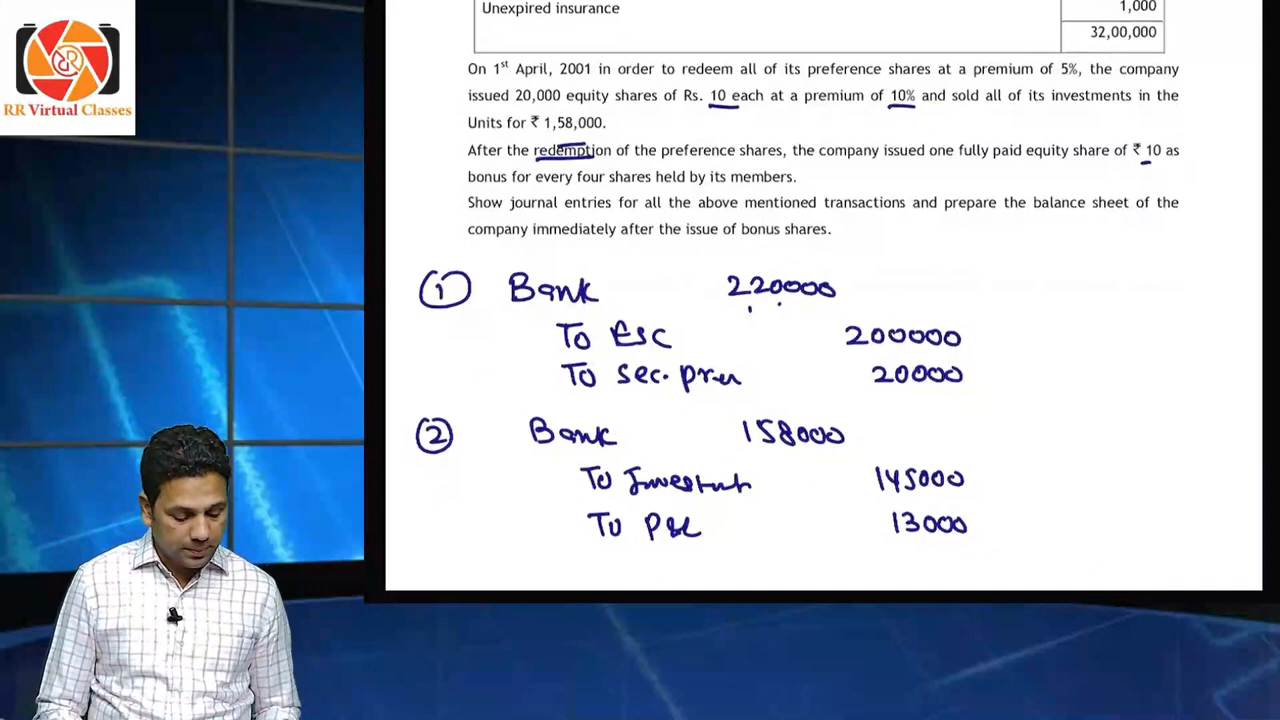 RR
RR Virtual Classes
Unexpired insurance 1,000
32,00,000
On 1st April, 2001 in order to redeem all of its preference shares at a premium of 5%, the company
issued 20,000 equity shares of Rs. 10 each at a premium of 10% and sold all of its investments in the
Units for ₹ 1,58,000.
After the redemption of the preference shares, the company issued one fully paid equity share of ₹ 10 as
bonus for every four shares held by its members.
Show journal entries for all the above mentioned transactions and prepare the balance sheet of the
company immediately after the issue of bonus shares.
① Bank 220000
To ESC 200000
To Sec. prem 20000
② Bank 158000
To Investmt 145000
To P&L 13000